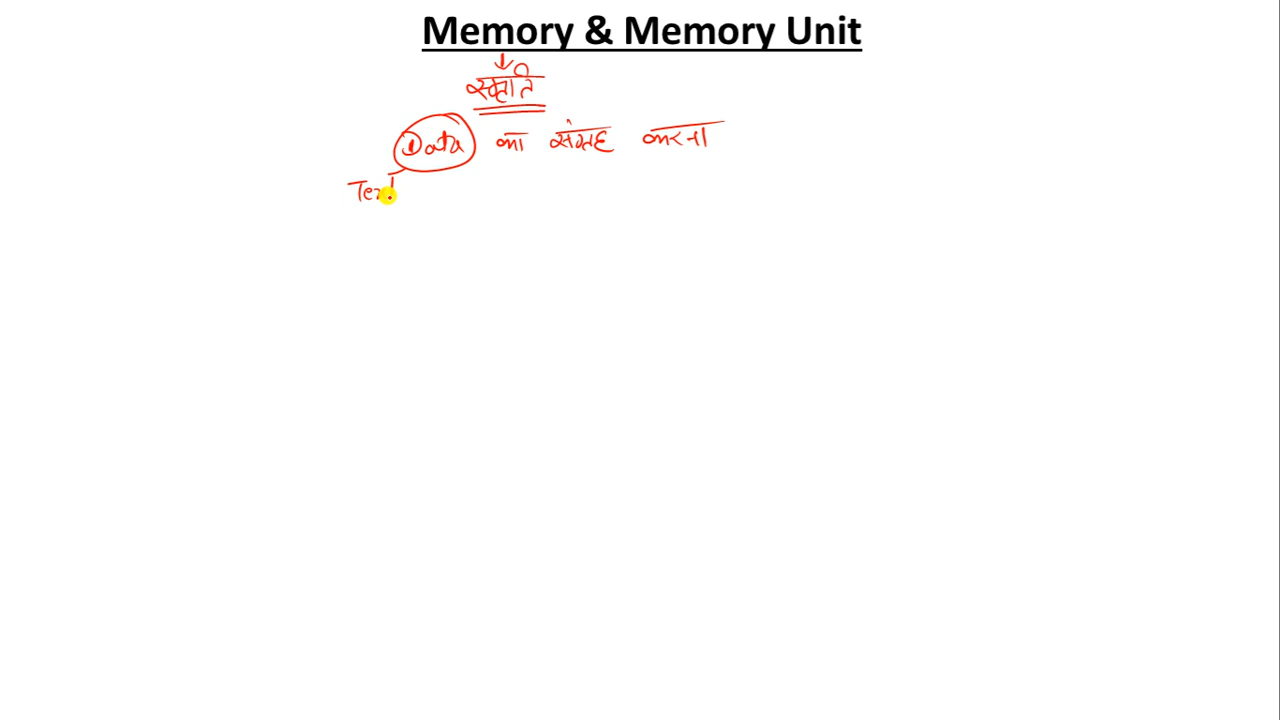 Memory & Memory Unit
स्मृति
Data का संग्रह करना